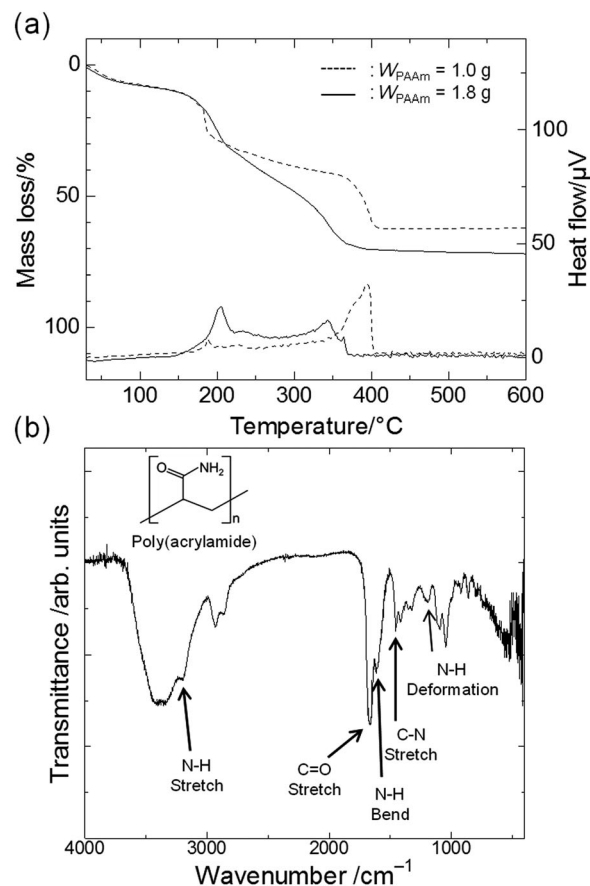 (a)
0
50
100
Mass loss/%
: WPAAm = 1.0 g
: WPAAm = 1.8 g
100
50
0
Heat flow/µV
100 200 300 400 500 600
Temperature/°C
(b)
O
NH2
n
Poly(acrylamide)
Transmittance /arb. units
N-H
Deformation
C-N
Stretch
N-H
Stretch
C=O
Stretch
N-H
Bend
4000 3000 2000 1000
Wavenumber /cm−1